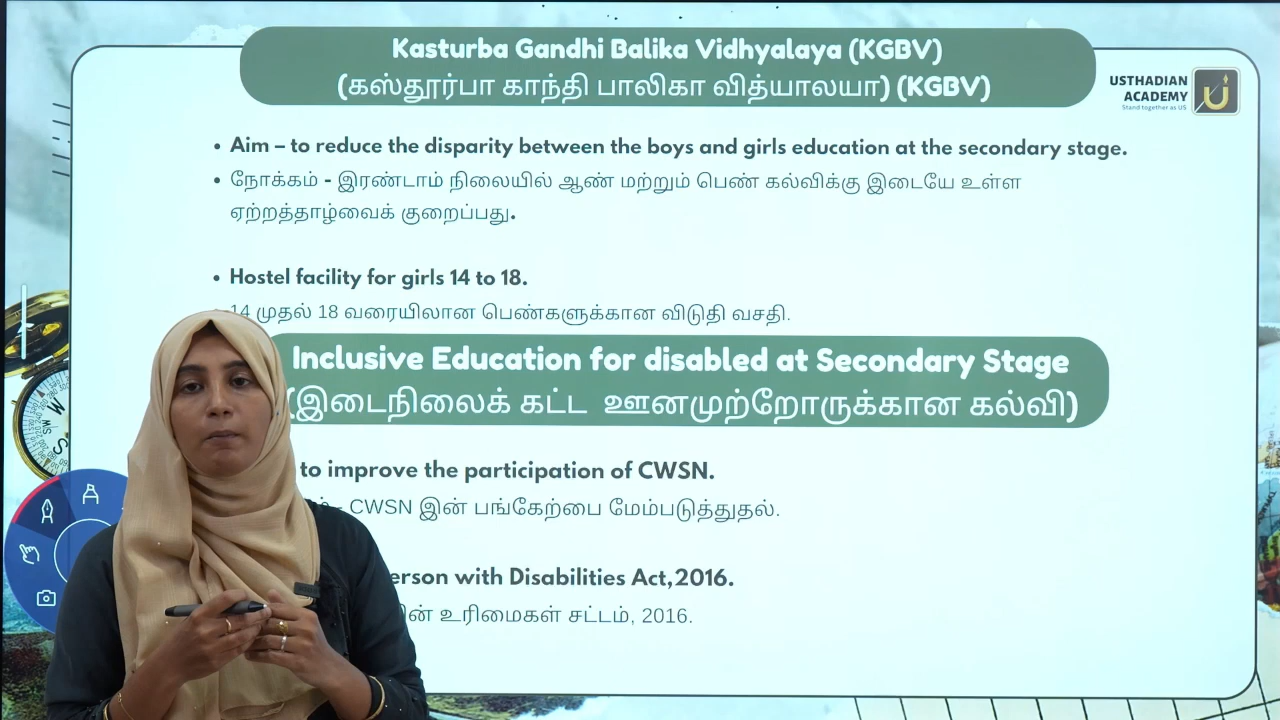 Kasturba Gandhi Balika Vidhyalaya (KGBV)
(கஸ்தூர்பா காந்தி பாலிகா வித்யாலயா) (KGBV)
USTHADIAN
ACADEMY
Stand together as US
• Aim – to reduce the disparity between the boys and girls education at the secondary stage.
• நோக்கம் - இரண்டாம் நிலையில் ஆண் மற்றும் பெண் கல்விக்கு இடையே உள்ள
ஏற்றத்தாழ்வைக் குறைப்பது.
• Hostel facility for girls 14 to 18.
14 முதல் 18 வரையிலான பெண்களுக்கான விடுதி வசதி.
Inclusive Education for disabled at Secondary Stage
(இடைநிலைக் கட்ட ஊனமுற்றோருக்கான கல்வி)
to improve the participation of CWSN.
- CWSN இன் பங்கேற்பை மேம்படுத்துதல்.
with Disabilities Act,2016.
உரிமைகள் சட்டம், 2016.
W
SW
S